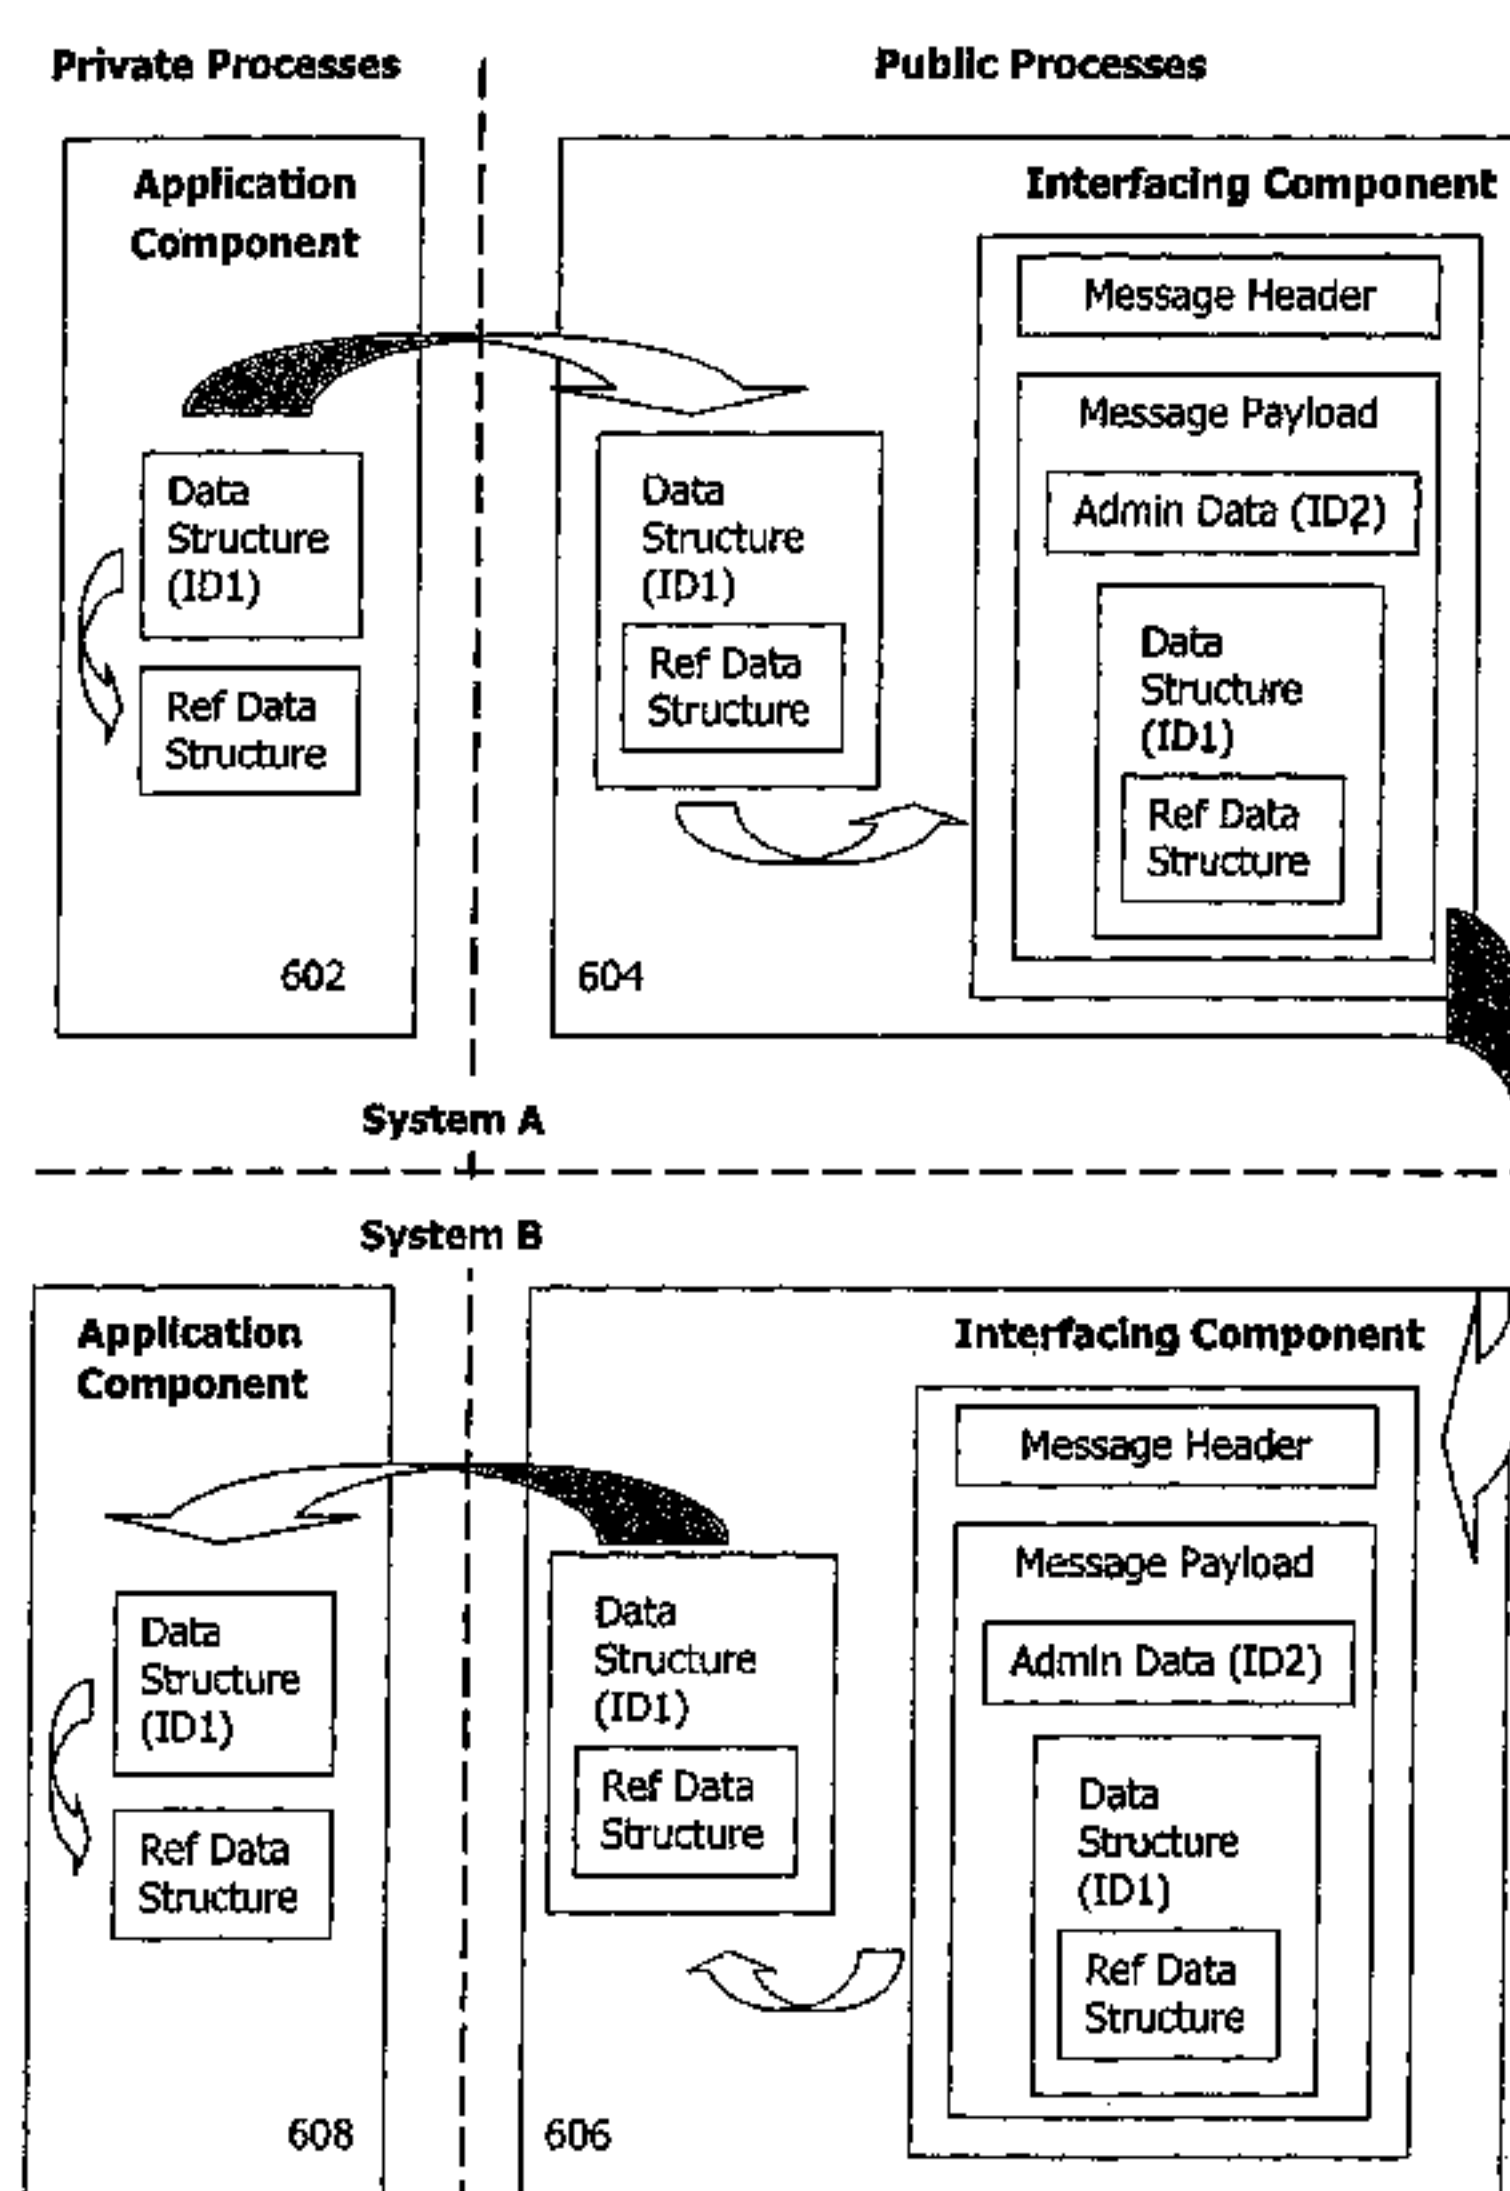 Private Processes
Public Processes
Application
Component
Data
Structure
(ID1)
Ref Data
Structure
602
Interfacing Component
Data
Structure
(ID1)
Ref Data
Structure
604
Message Header
Message Payload
Admin Data (ID2)
Data
Structure
(ID1)
Ref Data
Structure
System A
System B
Application
Component
Data
Structure
(ID1)
Ref Data
Structure
608
Interfacing Component
Data
Structure
(ID1)
Ref Data
Structure
606
Message Header
Message Payload
Admin Data (ID2)
Data
Structure
(ID1)
Ref Data
Structure